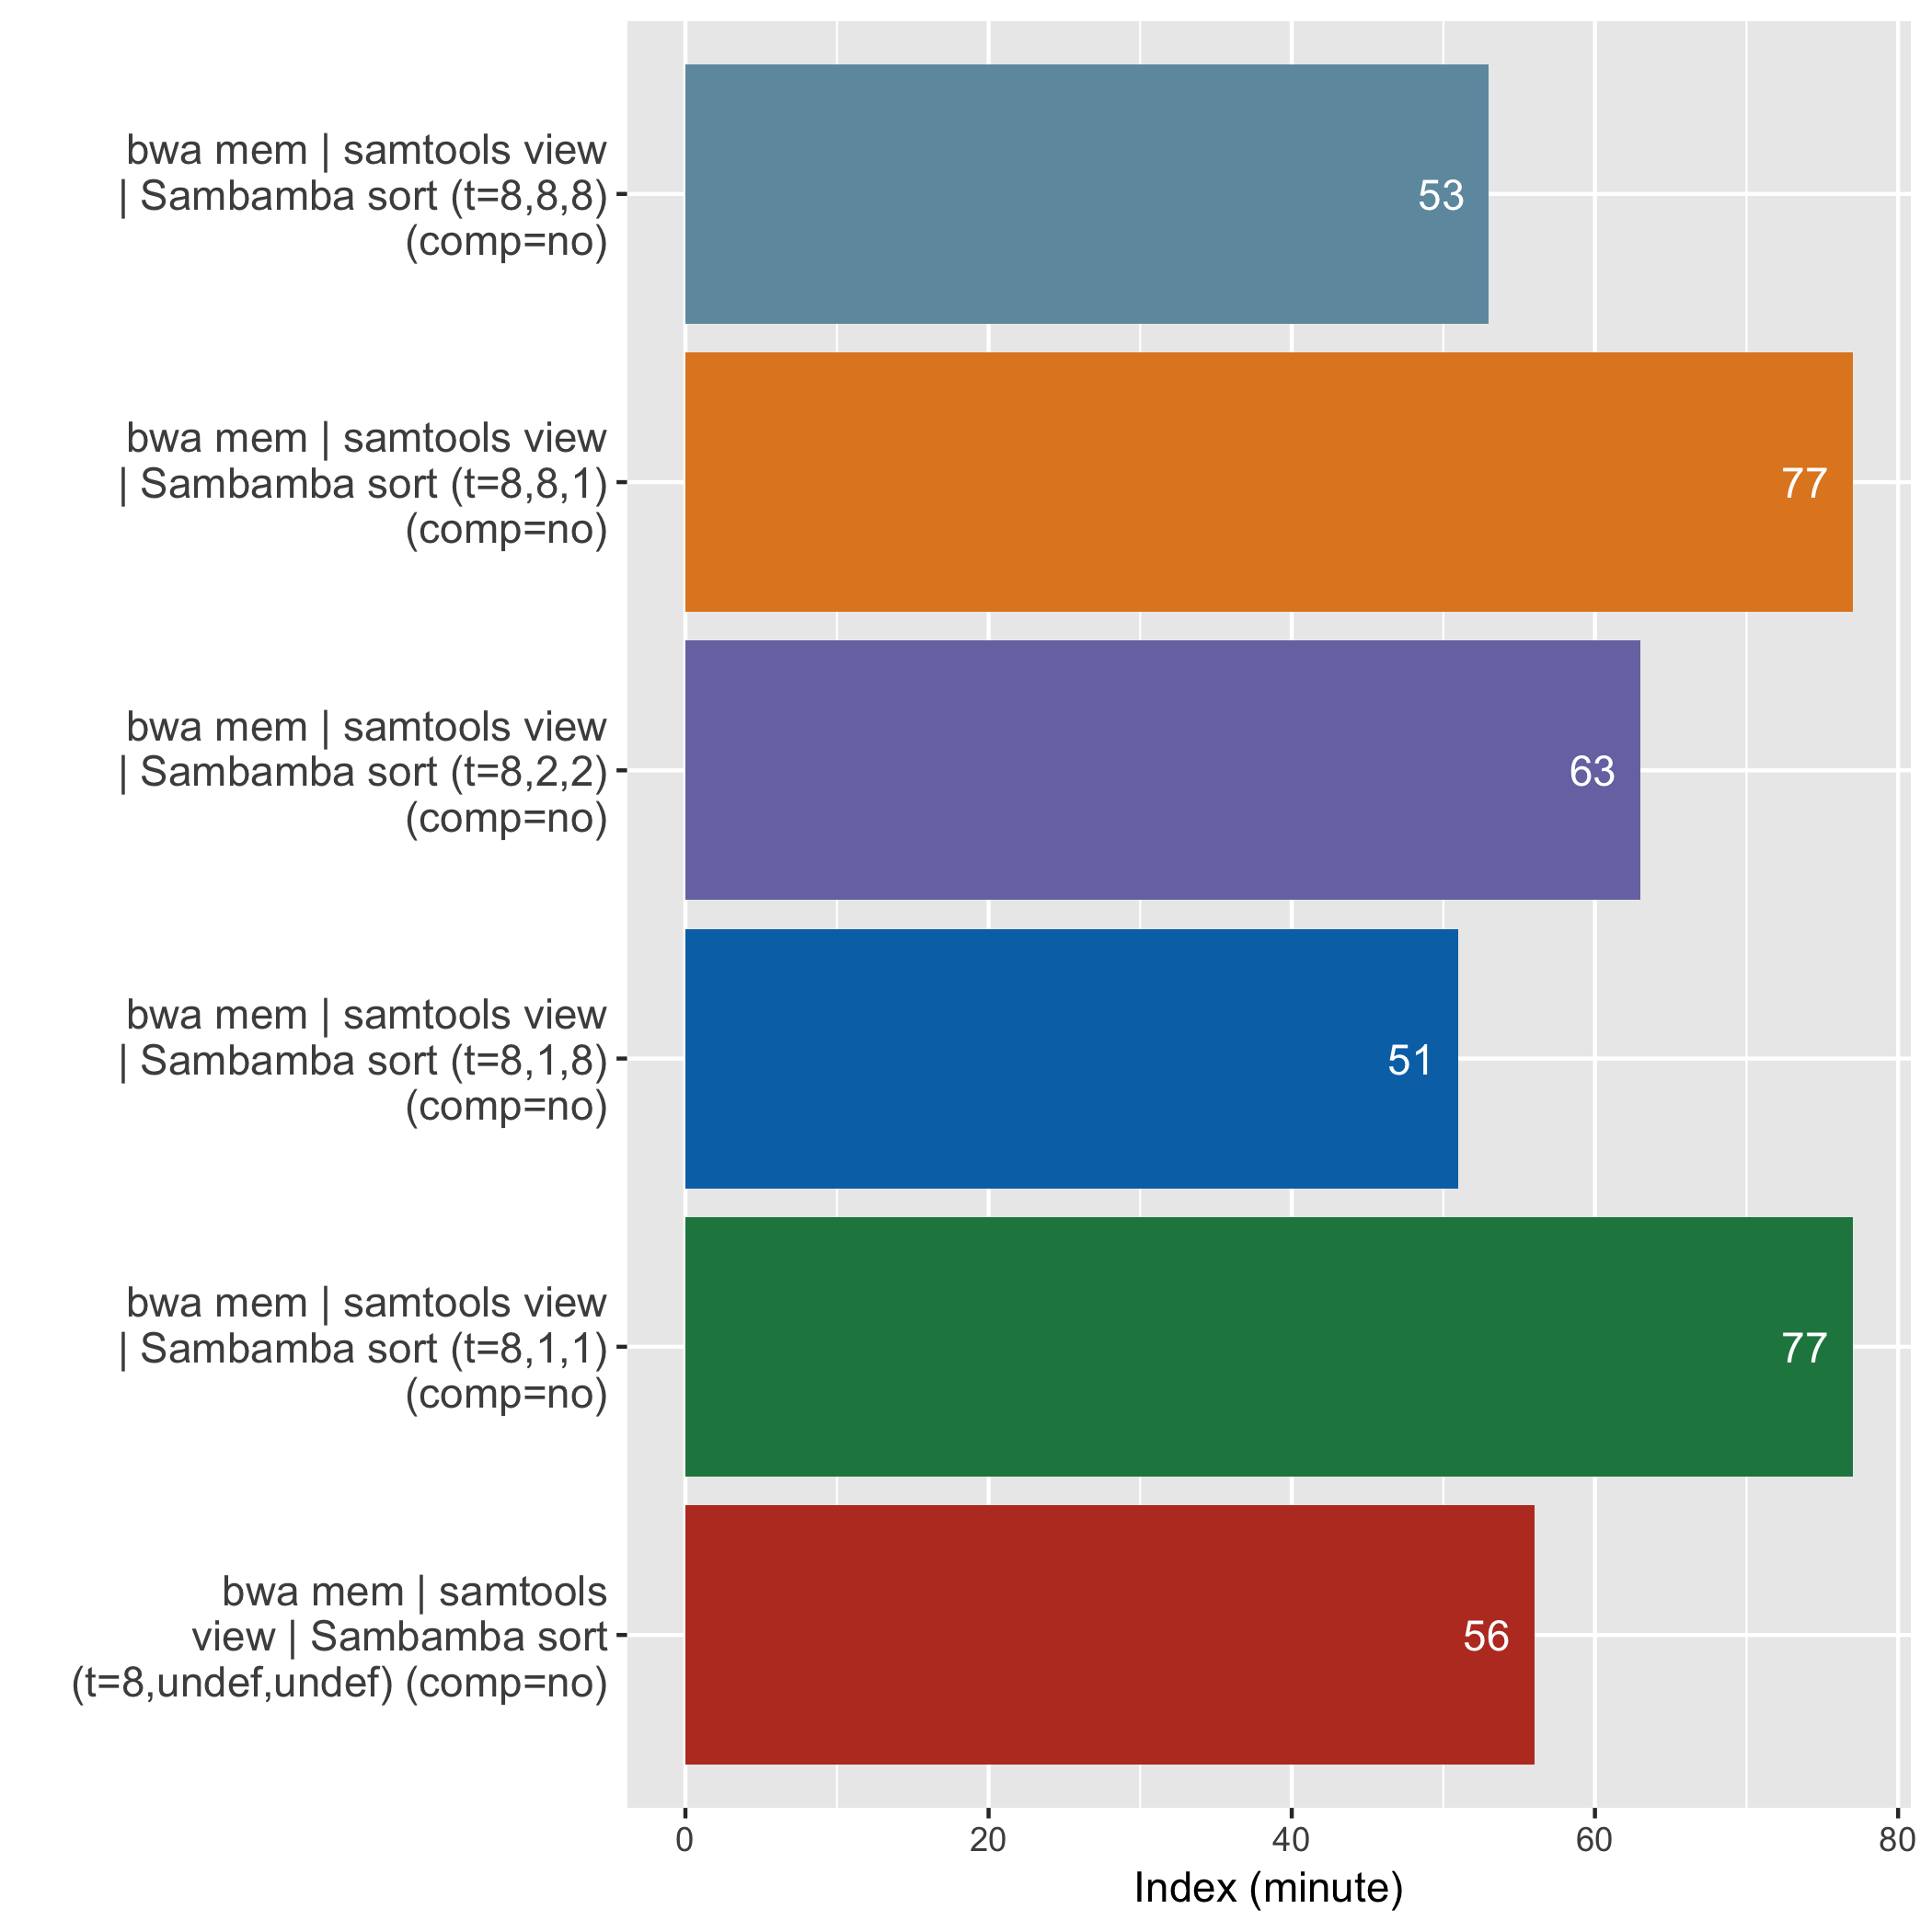 bwa mem | samtools view
| Sambamba sort (t=8,8,8)
(comp=no)
53
bwa mem | samtools view
| Sambamba sort (t=8,8,1)
(comp=no)
77
bwa mem | samtools view
| Sambamba sort (t=8,2,2)
(comp=no)
63
bwa mem | samtools view
| Sambamba sort (t=8,1,8)
(comp=no)
51
bwa mem | samtools view
| Sambamba sort (t=8,1,1)
(comp=no)
77
bwa mem | samtools
view | Sambamba sort
(t=8,undef,undef) (comp=no)
56
0 20 40 60 80
Index (minute)